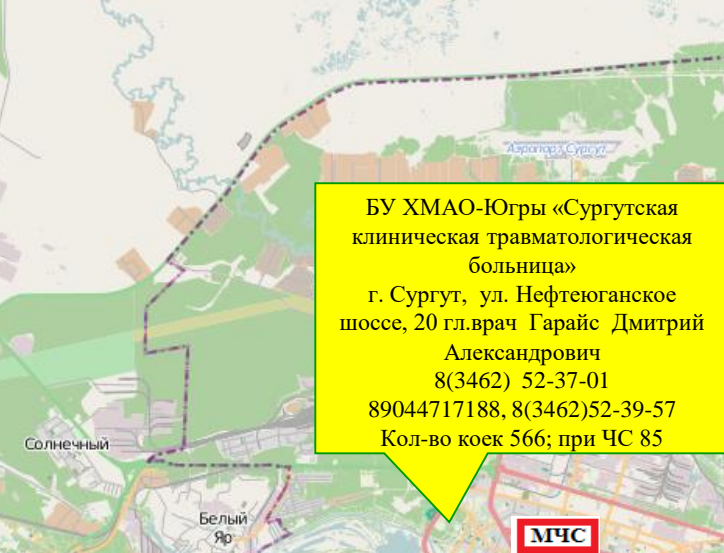 Аэропорт Сургут
БУ ХМАО-Югры «Сургутская
клиническая травматологическая
больница»
г. Сургут, ул. Нефтеюганское
шоссе, 20 гл.врач Гарайс Дмитрий
Александрович
8(3462) 52-37-01
89044717188, 8(3462)52-39-57
Кол-во коек 566; при ЧС 85
Солнечный
Белый
Яр
МЧС